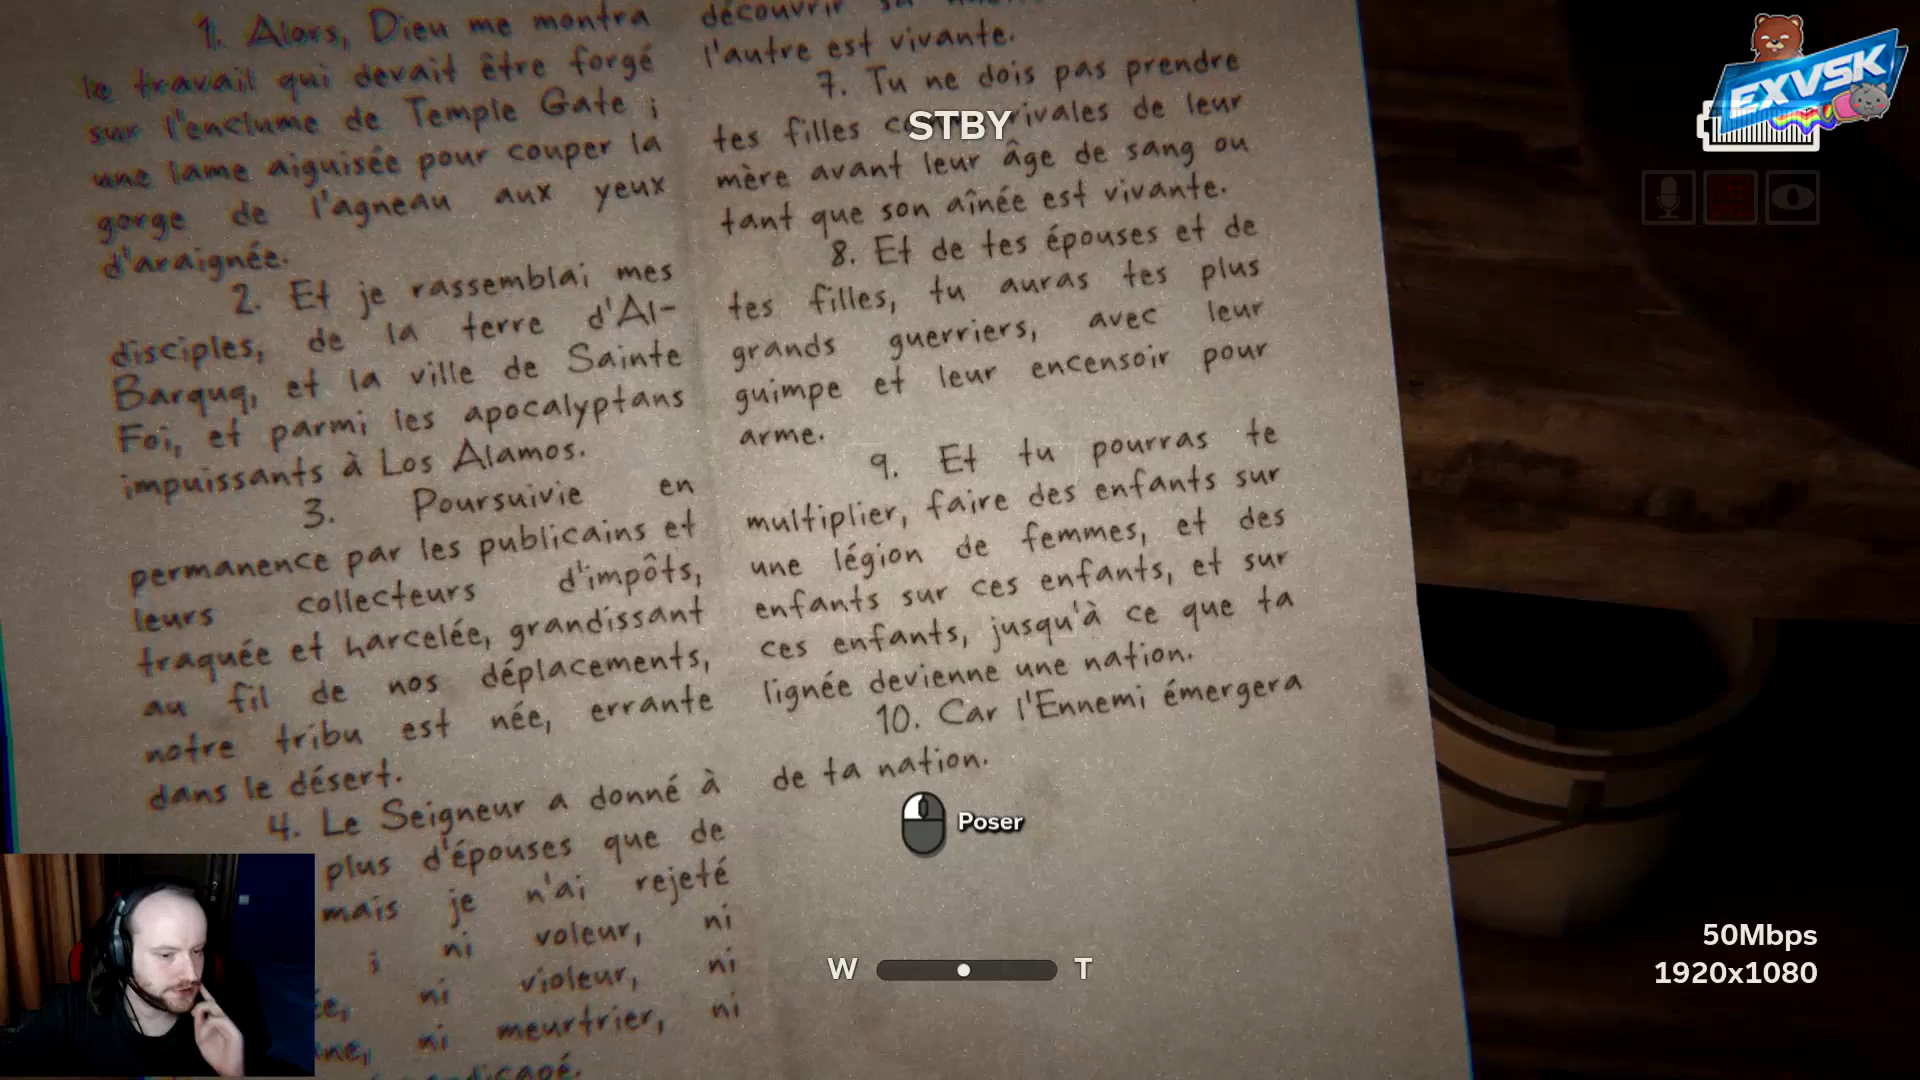 1. Alors, Dieu me montra
le travail qui devait être forgé
sur l'enclume de Temple Gate ;
une lame aiguisée pour couper la
gorge de l'agneau aux yeux
d'araignée.
2. Et je rassemblai mes
disciples, de la terre d'Al-
Barquq, et la ville de Sainte
Foi, et parmi les apocalyptans
impuissants à Los Alamos.
3. Poursuivie en
permanence par les publicains et
leurs collecteurs d'impôts,
traquée et harcelée, grandissant
au fil de nos déplacements,
notre tribu est née, errante
dans le désert.
4. Le Seigneur a donné à
plus d'épouses que de
mais je n'ai rejeté
ni voleur, ni
ni violeur, ni
ni meurtrier, ni
découvrir
l'autre est vivante.
7. Tu ne dois pas prendre
tes filles rivales de leur
mère avant leur âge de sang ou
tant que son aînée est vivante.
8. Et de tes épouses et de
tes filles, tu auras tes plus
grands guerriers, avec leur
guimpe et leur encensoir pour
arme.
9. Et tu pourras te
multiplier, faire des enfants sur
une légion de femmes, et des
enfants sur ces enfants, et sur
ces enfants, jusqu'à ce que ta
lignée devienne une nation.
10. Car l'Ennemi émergera
de ta nation.
STBY
EXVSK
Poser
W T
50Mbps
1920x1080